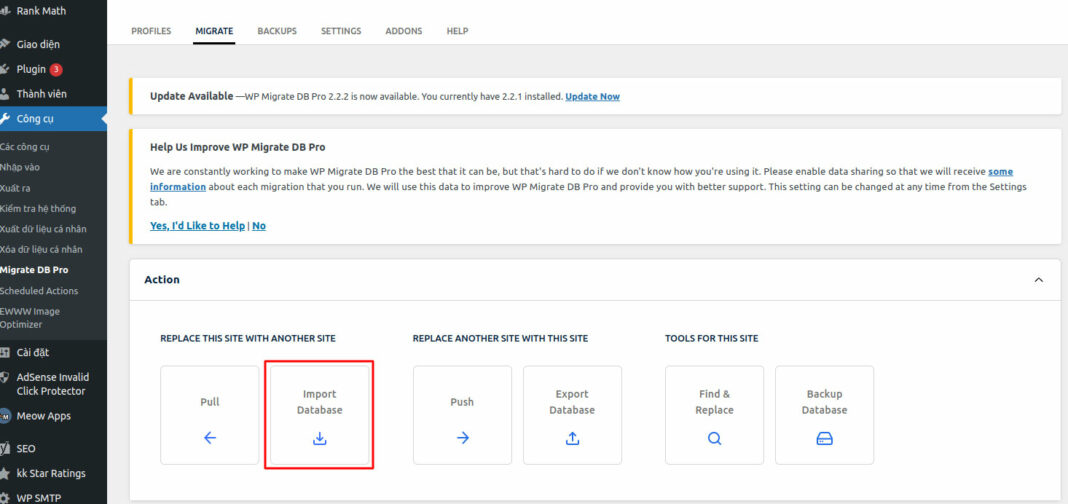 Rank Math
Giao diện
Plugin 3
Thành viên
Công cụ
Các công cụ
Nhập vào
Xuất ra
Kiểm tra hệ thống
Xuất dữ liệu cá nhân
Xóa dữ liệu cá nhân
Migrate DB Pro
Scheduled Actions
EWWW Image
Optimizer
Cài đặt
AdSense Invalid
Click Protector
Meow Apps
SEO
kk Star Ratings
WP SMTP
PROFILES MIGRATE BACKUPS SETTINGS ADDONS HELP
Update Available —WP Migrate DB Pro 2.2.2 is now available. You currently have 2.2.1 installed. Update Now
Help Us Improve WP Migrate DB Pro
We are constantly working to make WP Migrate DB Pro the best that it can be, but that's hard to do if we don't know how you're using it. Please enable data sharing so that we will receive some
information about each migration that you run. We will use this data to improve WP Migrate DB Pro and provide you with better support. This setting can be changed at any time from the Settings
tab.
Yes, I'd Like to Help | No
Action
REPLACE THIS SITE WITH ANOTHER SITE
Pull
Import
Database
REPLACE ANOTHER SITE WITH THIS SITE
Push
Export
Database
TOOLS FOR THIS SITE
Find &
Replace
Backup
Database